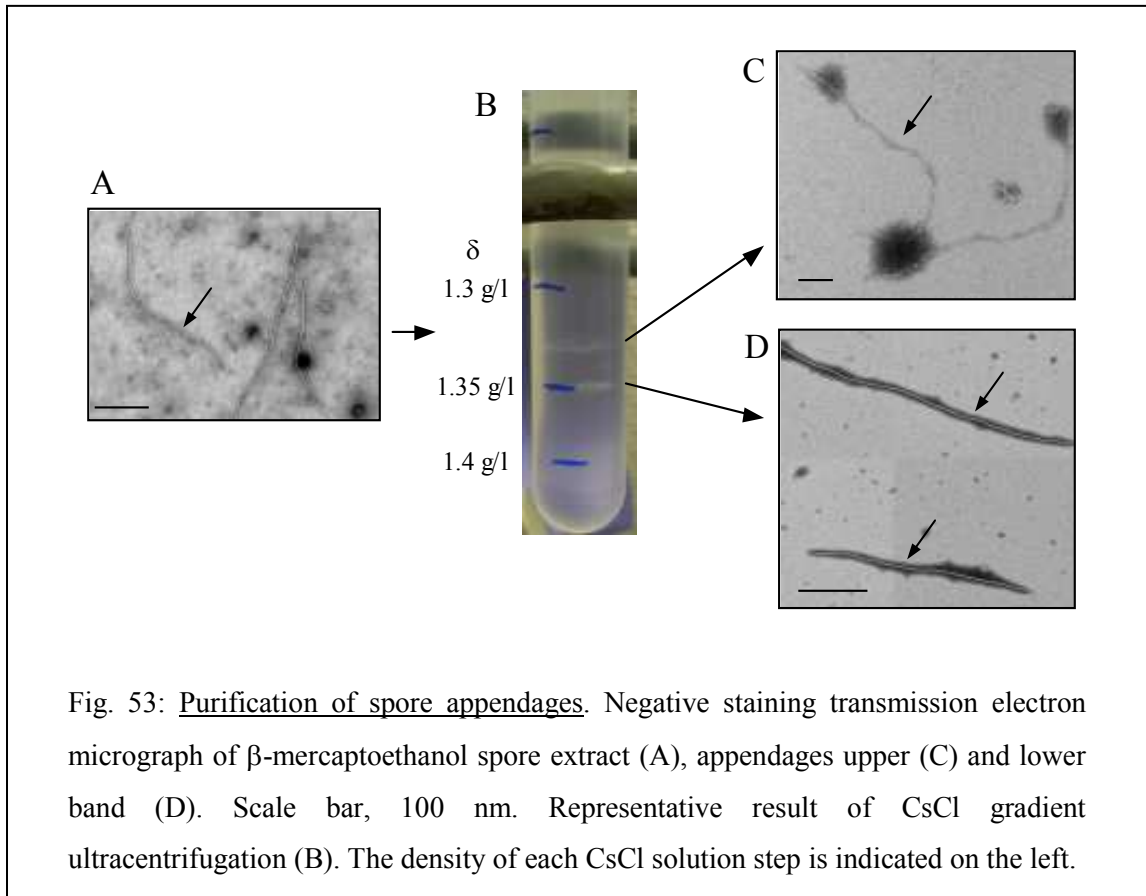 A
B
C
δ
1.3 g/l
1.35 g/l
1.4 g/l
D
Fig. 53: Purification of spore appendages. Negative staining transmission electron
micrograph of β-mercaptoethanol spore extract (A), appendages upper (C) and lower
band (D). Scale bar, 100 nm. Representative result of CsCl gradient
ultracentrifugation (B). The density of each CsCl solution step is indicated on the left.